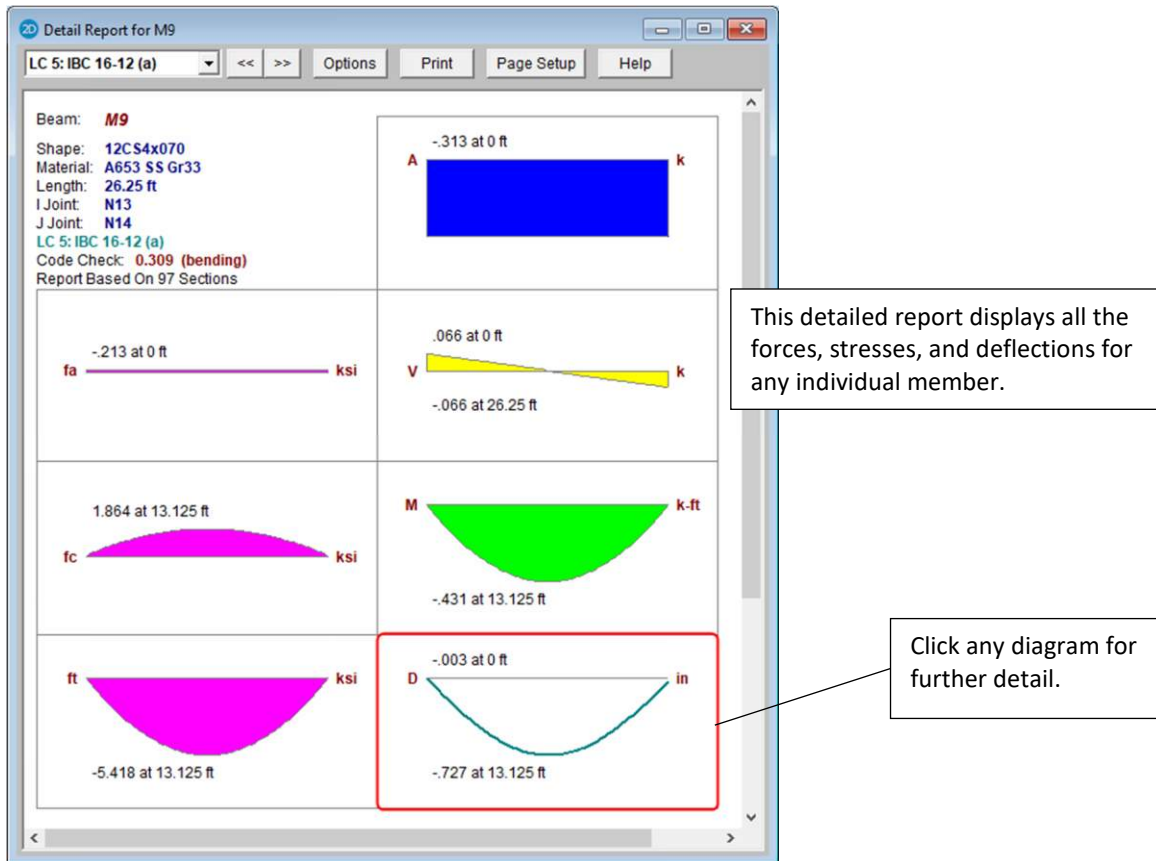 2D Detail Report for M9
LC 5: IBC 16-12 (a) << >> Options Print Page Setup Help
Beam: M9
Shape: 12CS4x070
Material: A653 SS Gr33
Length: 26.25 ft
I Joint: N13
J Joint: N14
LC 5: IBC 16-12 (a)
Code Check: 0.309 (bending)
Report Based On 97 Sections
-.313 at 0 ft
A k
-.213 at 0 ft
fa ksi
.066 at 0 ft
V k
-.066 at 26.25 ft
1.864 at 13.125 ft
fc ksi
M k-ft
-.431 at 13.125 ft
ft ksi
-5.418 at 13.125 ft
-.003 at 0 ft
D in
-.727 at 13.125 ft
This detailed report displays all the
forces, stresses, and deflections for
any individual member.
Click any diagram for
further detail.